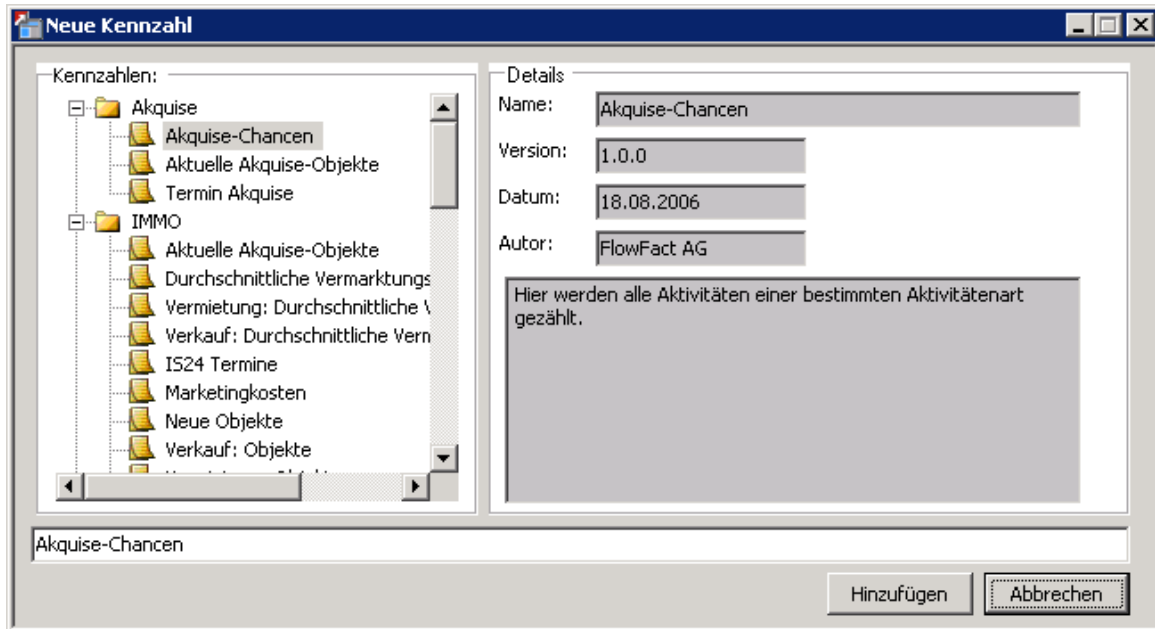 Neue Kennzahl
Kennzahlen:
Akquise
Akquise-Chancen
Aktuelle Akquise-Objekte
Termin Akquise
IMMO
Aktuelle Akquise-Objekte
Durchschnittliche Vermarktungs
Vermietung: Durchschnittliche
Verkauf: Durchschnittliche Verm
IS24 Termine
Marketingkosten
Neue Objekte
Verkauf: Objekte
Details
Name: Akquise-Chancen
Version: 1.0.0
Datum: 18.08.2006
Autor: FlowFact AG
Hier werden alle Aktivitäten einer bestimmten Aktivitätenart
gezählt.
Akquise-Chancen
Hinzufügen Abbrechen